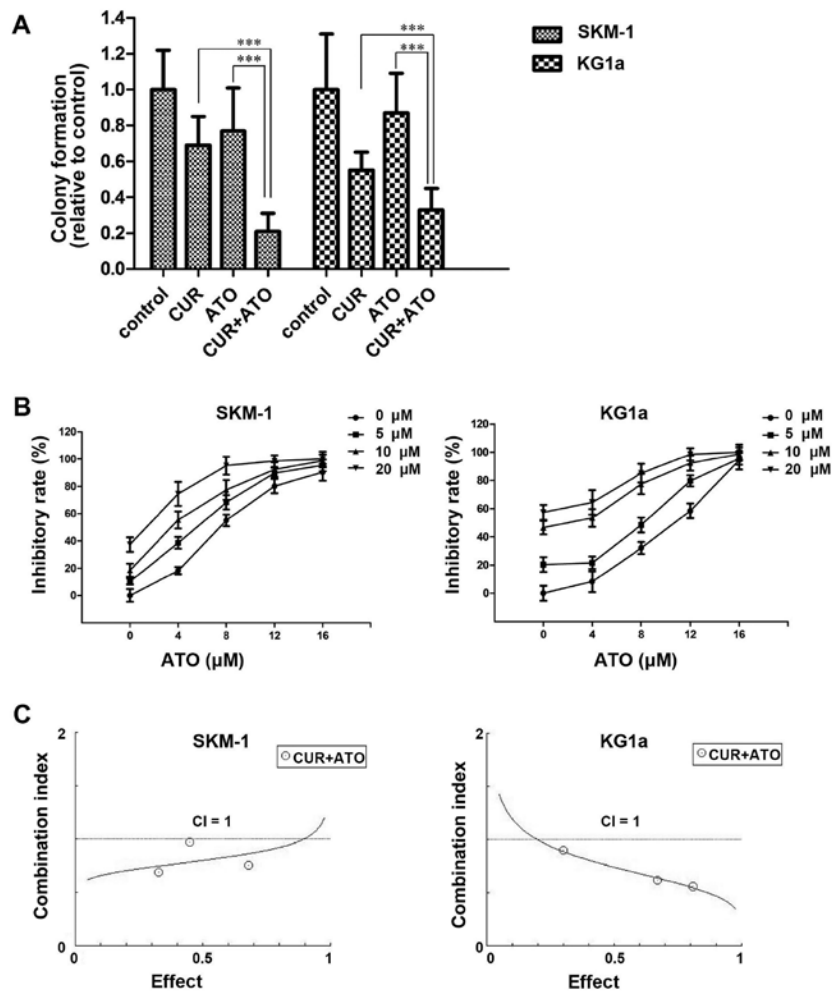 A
Colony formation
(relative to control)
1.4
1.2
1.0
0.8
0.6
0.4
0.2
0.0
***
***
***
***
SKM-1
KG1a
control
CUR
ATO
CUR+ATO
control
CUR
ATO
CUR+ATO
B
SKM-1
Inhibitory rate (%)
120
100
80
60
40
20
0
0 μM
5 μM
10 μM
20 μM
0 4 8 12 16
ATO (μM)
KG1a
Inhibitory rate (%)
120
100
80
60
40
20
0
0 μM
5 μM
10 μM
20 μM
0 4 8 12 16
ATO (μM)
C
SKM-1
Combination index
2
0
CUR+ATO
CI = 1
0 0.5 1
Effect
KG1a
Combination index
2
0
CUR+ATO
CI = 1
0 0.5 1
Effect